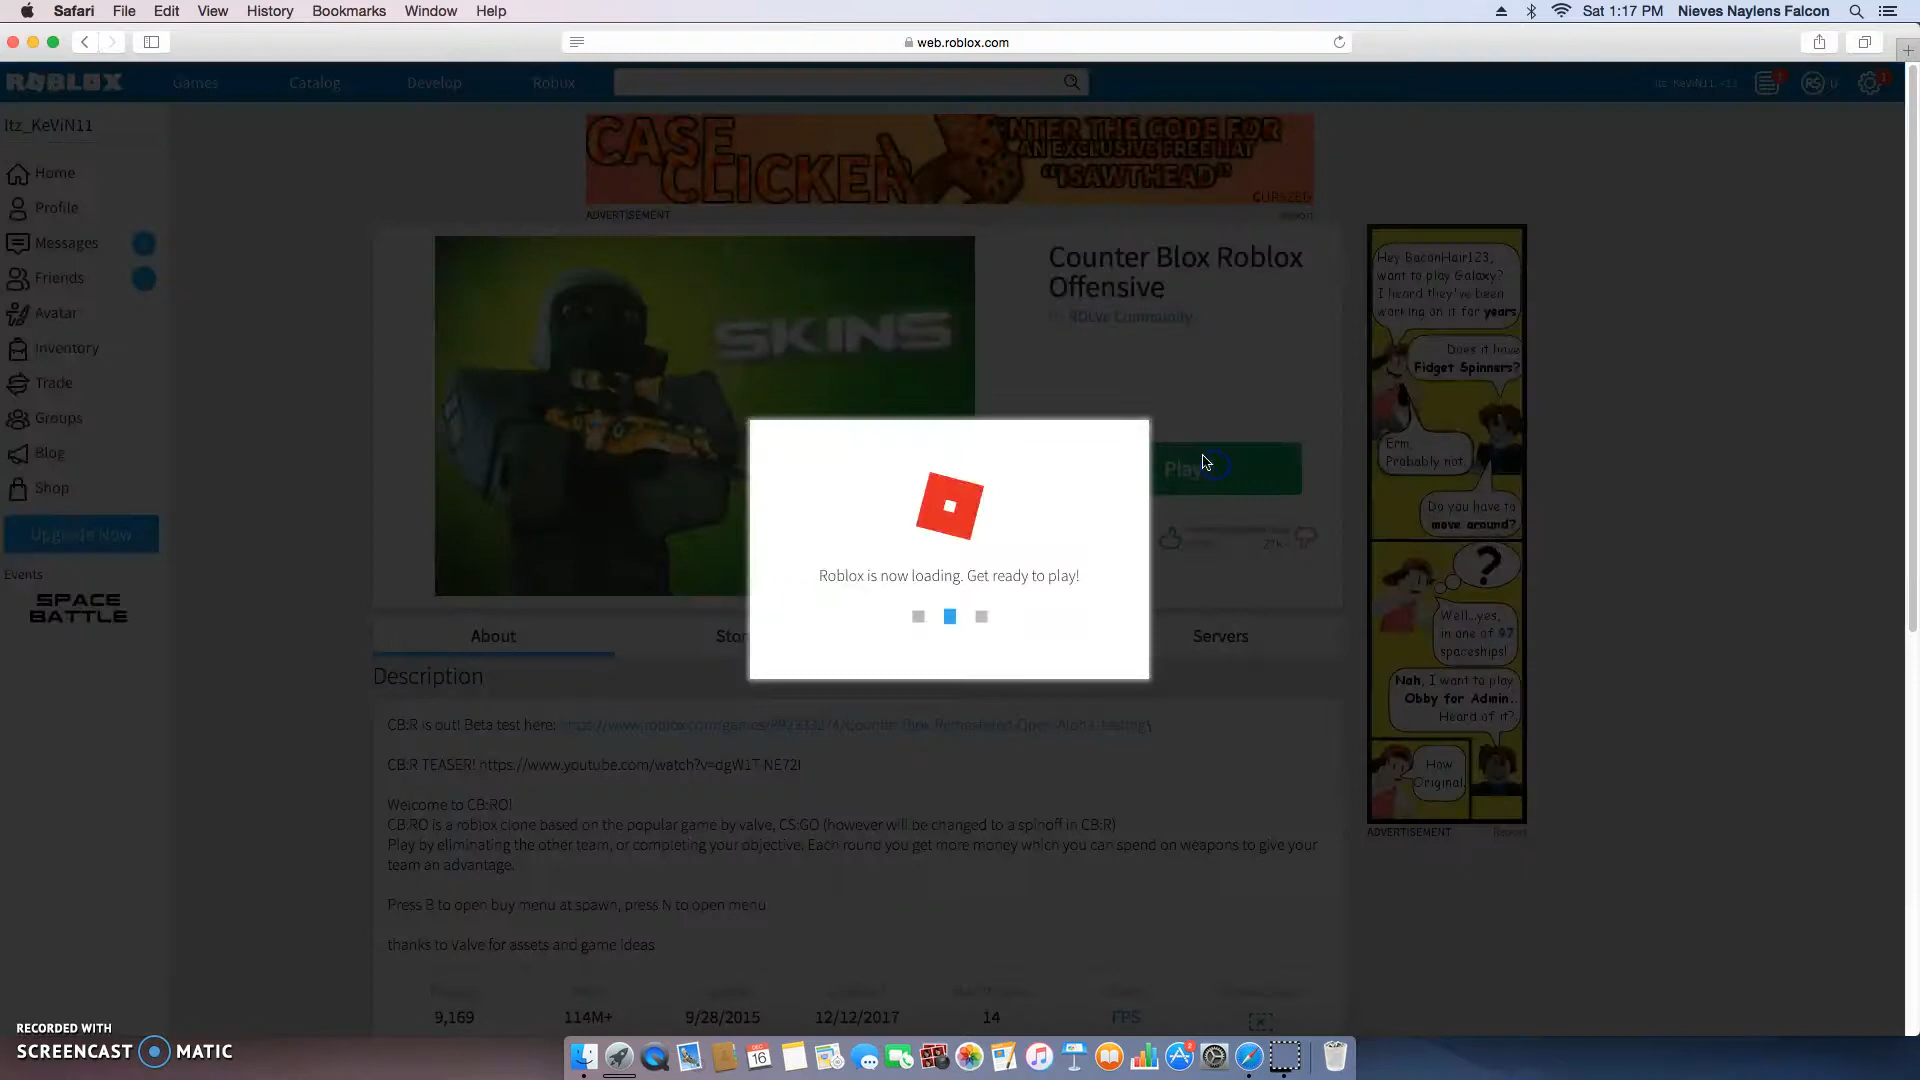 Safari File Edit View History Bookmarks Window Help
Sat 1:17 PM Nieves Naylens Falcon
web.roblox.com
ROBLOX Games Catalog Develop Robux
Itz_KeViN11: <13
Itz_KeViN11
Home
Profile
Messages
Friends
Avatar
Inventory
Trade
Groups
Blog
Shop
Upgrade Now
Events
SPACE
BATTLE
CASE
CLICKER
ENTER THE CODE FOR
AN EXCLUSIVE FREE HAT
"ISAWTHEAD"
ADVERTISEMENT
SKINS
Counter Blox Roblox
Offensive
Community
Play
Roblox is now loading. Get ready to play!
About
Servers
Description
CB:R is out! Beta test here:
CB:R TEASER! https://www.youtube.com/watch?v=dgW1T-NE72I
Welcome to CB:RO!
CB:RO is a roblox clone based on the popular game by valve, CS:GO (however will be changed to a spinoff in CB:R)
Play by eliminating the other team, or completing your objective. Each round you get more money which you can spend on weapons to give your
team an advantage.
Press B to open buy menu at spawn, press N to open menu
thanks to Valve for assets and game ideas
9,169 114M+ 9/28/2015 12/12/2017 14 FPS
Hey BaconHair123,
want to play Galaxy?
I heard they've been
working on it for years
Does it have
Fidget Spinners?
Erm.
Probably not.
Do you have to
move around?
?
Well...yes,
in one of 97
spaceships!
Nah, I want to play
Obby for Admin.
Heard of it?
How
Original.
ADVERTISEMENT Report
RECORDED WITH
SCREENCAST MATIC
DEC
16